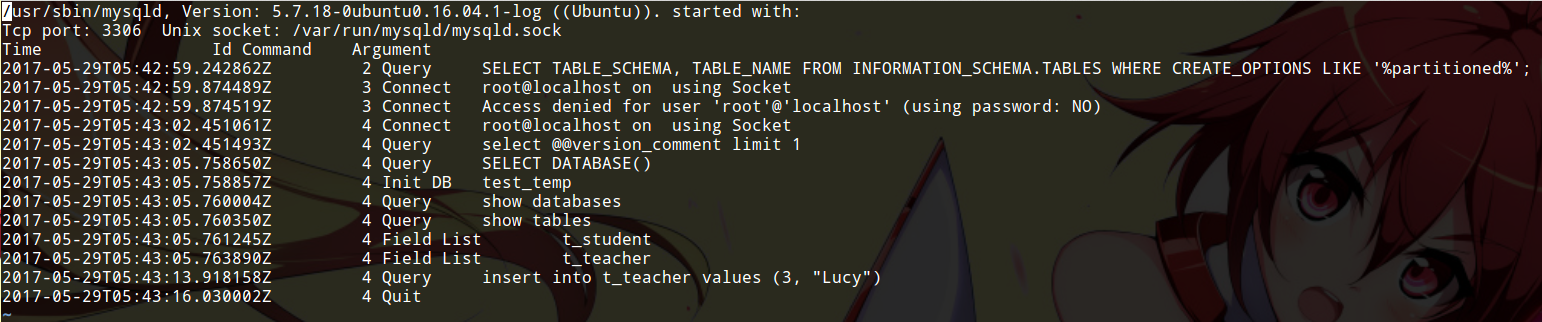 /usr/sbin/mysqld, Version: 5.7.18-0ubuntu0.16.04.1-log ((Ubuntu)). started with:
Tcp port: 3306  Unix socket: /var/run/mysqld/mysqld.sock
Time                 Id Command    Argument
2017-05-29T05:42:59.242862Z         2 Query     SELECT TABLE_SCHEMA, TABLE_NAME FROM INFORMATION_SCHEMA.TABLES WHERE CREATE_OPTIONS LIKE '%partitioned%';
2017-05-29T05:42:59.874489Z         3 Connect   root@localhost on  using Socket
2017-05-29T05:42:59.874519Z         3 Connect   Access denied for user 'root'@'localhost' (using password: NO)
2017-05-29T05:43:02.451061Z         4 Connect   root@localhost on  using Socket
2017-05-29T05:43:02.451493Z         4 Query     select @@version_comment limit 1
2017-05-29T05:43:05.758650Z         4 Query     SELECT DATABASE()
2017-05-29T05:43:05.758857Z         4 Init DB   test_temp
2017-05-29T05:43:05.760004Z         4 Query     show databases
2017-05-29T05:43:05.760350Z         4 Query     show tables
2017-05-29T05:43:05.761245Z         4 Field List        t_student
2017-05-29T05:43:05.763890Z         4 Field List        t_teacher
2017-05-29T05:43:13.918158Z         4 Query     insert into t_teacher values (3, "Lucy")
2017-05-29T05:43:16.030002Z         4 Quit
~